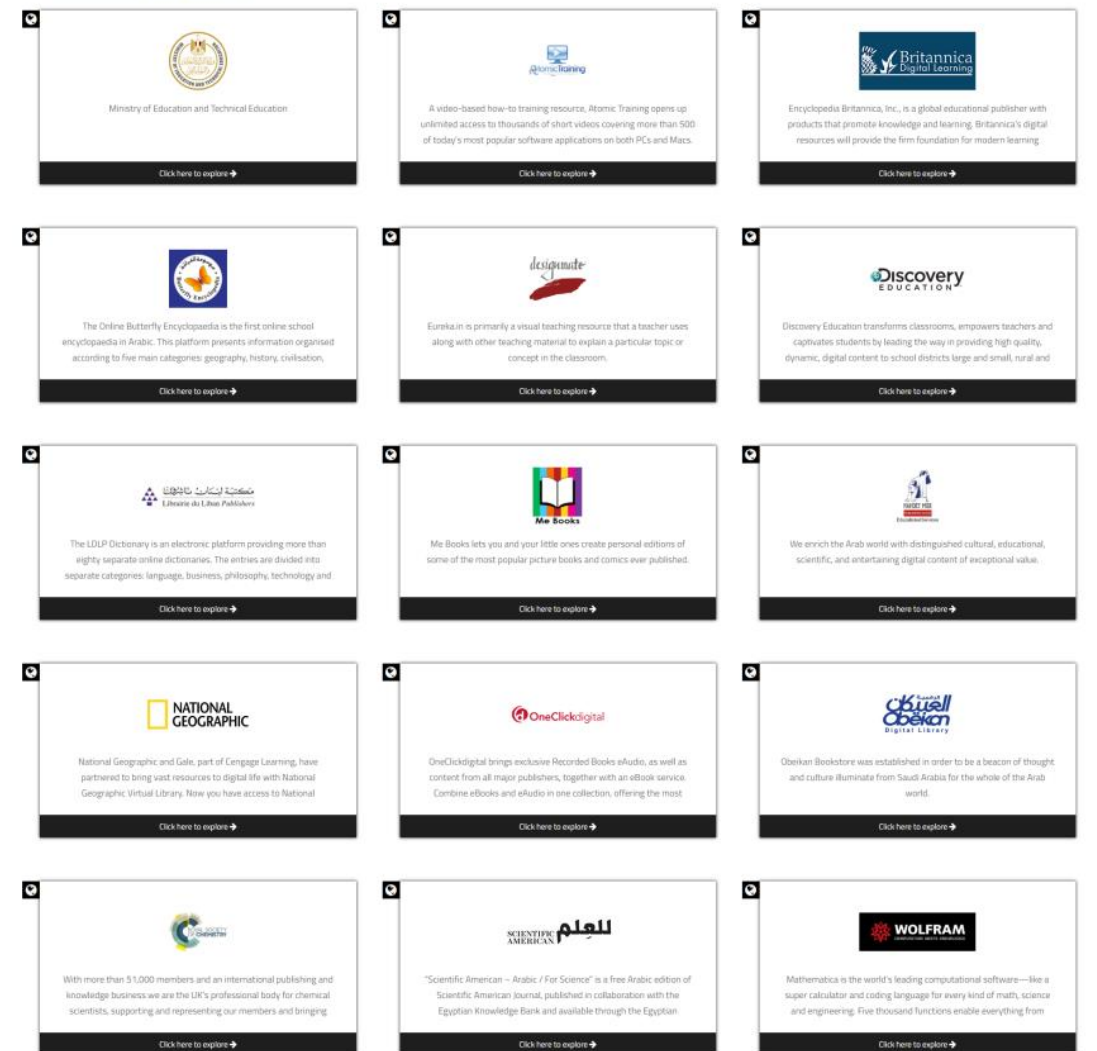 Ministry of Education and Technical Education
Click here to explore
AtomicTraining
A video-based how-to training resource, Atomic Training opens up
unlimited access to thousands of short videos covering more than 500
of today's most popular software applications on both PCs and Macs.
Click here to explore
Britannica
Digital Learning
Encyclopedia Britannica, Inc., is a global educational publisher with
products that promote knowledge and learning. Britannica's digital
resources will provide the firm foundation for modern learning
Click here to explore
The Online Butterfly Encyclopaedia is the first online school
encyclopaedia in Arabic. This platform presents information organised
according to five main categories: geography, history, civilisation,
Click here to explore
designmate
Eureka.in is primarily a visual teaching resource that a teacher uses
along with other teaching material to explain a particular topic or
concept in the classroom.
Click here to explore
Discovery
EDUCATION
Discovery Education transforms classrooms, empowers teachers and
captivates students by leading the way in providing high quality,
dynamic, digital content to school districts large and small, rural and
Click here to explore
مكتبة لبنان ناشرون
Librairie du Liban Publishers
The LDLP Dictionary is an electronic platform providing more than
eighty separate online dictionaries. The entries are divided into
separate categories: language, business, philosophy, technology and
Click here to explore
Me Books
Me Books lets you and your little ones create personal editions of
some of the most popular picture books and comics ever published.
Click here to explore
Educational Services
We enrich the Arab world with distinguished cultural, educational,
scientific, and entertaining digital content of exceptional value.
Click here to explore
NATIONAL
GEOGRAPHIC
National Geographic and Gale, part of Cengage Learning, have
partnered to bring vast resources to digital life with National
Geographic Virtual Library. Now you have access to National
Click here to explore
OneClickdigital
OneClickdigital brings exclusive Recorded Books eAudio, as well as
content from all major publishers, together with an eBook service.
Combine eBooks and eAudio in one collection, offering the most
Click here to explore
العبيكان
Obëkan
Digital Library
Obeikan Bookstore was established in order to be a beacon of thought
and culture illuminate from Saudi Arabia for the whole of the Arab
world.
Click here to explore
ROYAL SOCIETY
OF CHEMISTRY
With more than 51,000 members and an international publishing and
knowledge business we are the UK's professional body for chemical
scientists, supporting and representing our members and bringing
Click here to explore
SCIENTIFIC
AMERICAN
للعلم
"Scientific American – Arabic / For Science" is a free Arabic edition of
Scientific American Journal, published in collaboration with the
Egyptian Knowledge Bank and available through the Egyptian
Click here to explore
WOLFRAM
COMPUTATION MEETS KNOWLEDGE
Mathematica is the world's leading computational software—like a
super calculator and coding language for every kind of math, science
and engineering. Five thousand functions enable everything from
Click here to explore